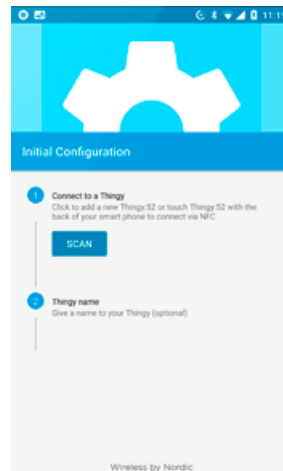 11:1
Initial Configuration
1
Connect to a Thingy
Click to add a new Thingy:52 or touch Thingy:52 with the
back of your smart phone to connect via NFC
SCAN
2
Thingy name
Give a name to your Thingy (optional)
Wireless by Nordic